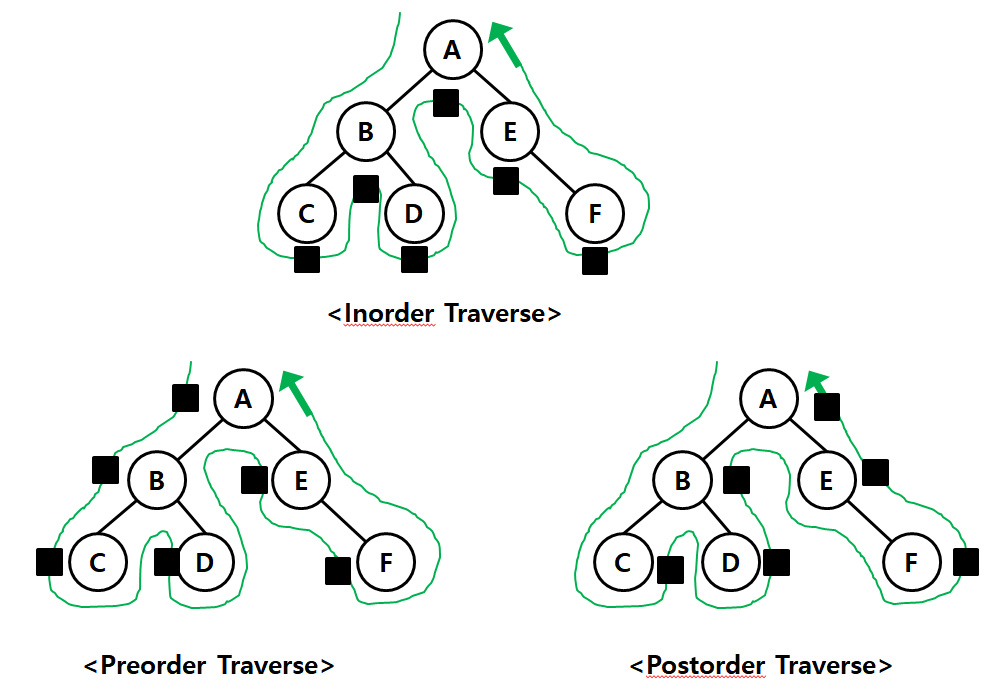 A
B
E
C
D
F
<Inorder Traverse>
A
B
E
C
D
F
<Preorder Traverse>
A
B
E
C
D
F
<Postorder Traverse>